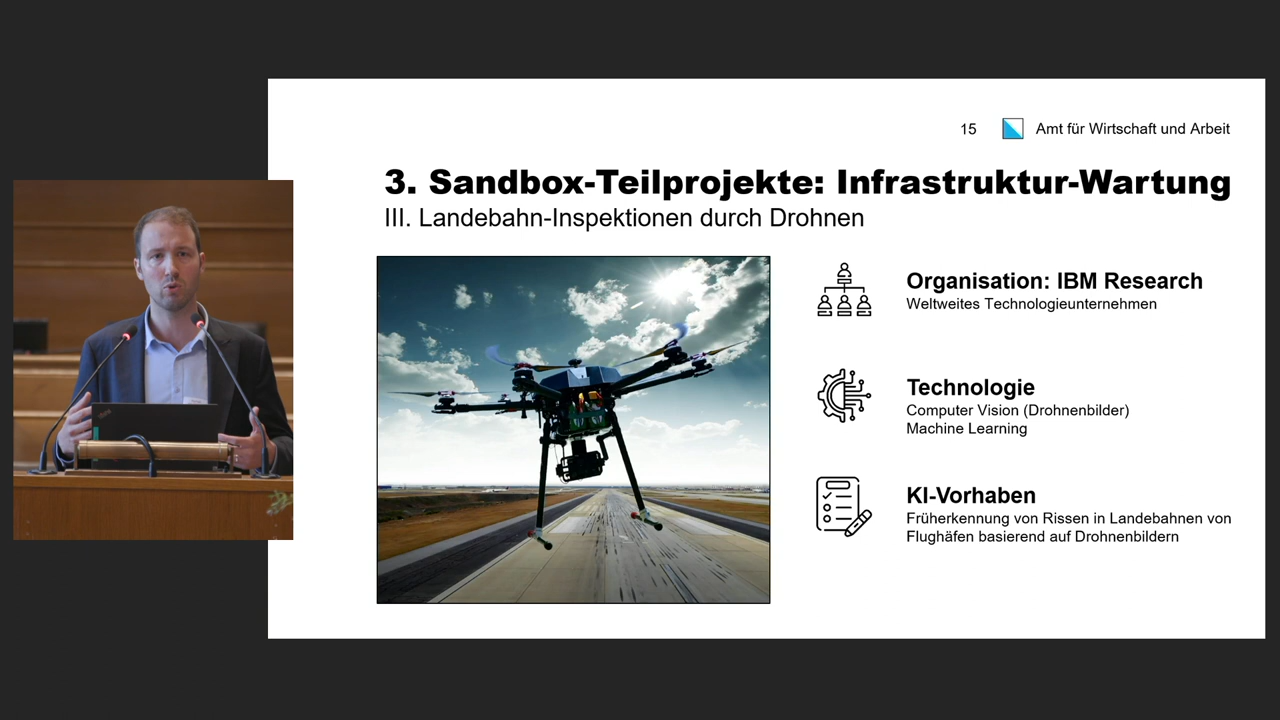 15
Amt für Wirtschaft und Arbeit
3. Sandbox-Teilprojekte: Infrastruktur-Wartung
III. Landebahn-Inspektionen durch Drohnen
Organisation: IBM Research
Weltweites Technologieunternehmen
Technologie
Computer Vision (Drohnenbilder)
Machine Learning
KI-Vorhaben
Früherkennung von Rissen in Landebahnen von
Flughäfen basierend auf Drohnenbildern